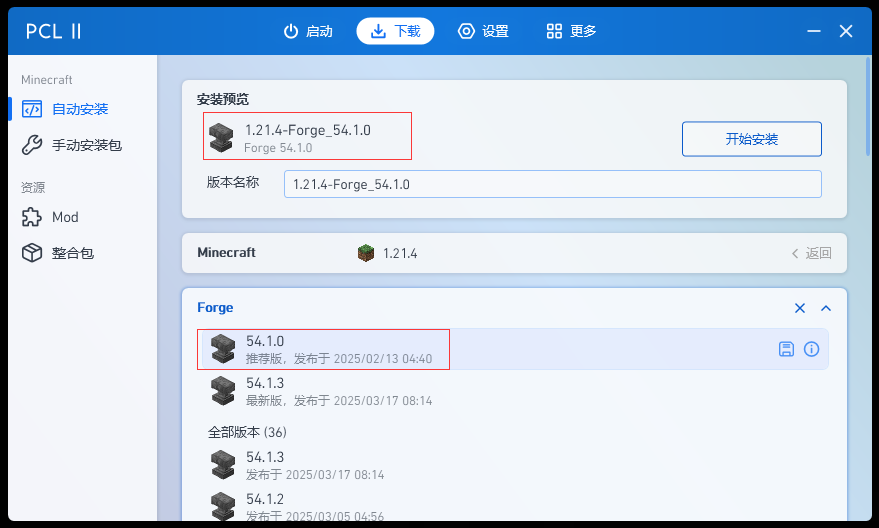 PCL II
启动
下载
设置
更多
Minecraft
自动安装
手动安装包
资源
Mod
整合包
安装预览
1.21.4-Forge_54.1.0
Forge 54.1.0
开始安装
版本名称
1.21.4-Forge_54.1.0
Minecraft
1.21.4
返回
Forge
54.1.0
推荐版，发布于 2025/02/13 04:40
54.1.3
最新版，发布于 2025/03/17 08:14
全部版本 (36)
54.1.3
发布于 2025/03/17 08:14
54.1.2
发布于 2025/03/05 04:56